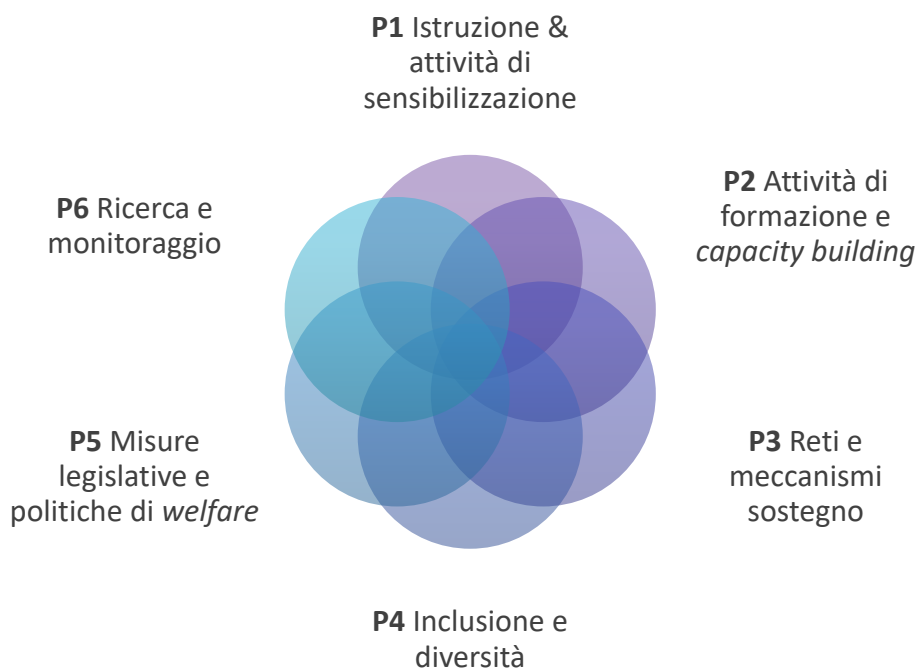 P1 Istruzione &
attività di
sensibilizzazione
P2 Attività di
formazione e
capacity building
P3 Reti e
meccanismi
sostegno
P4 Inclusione e
diversità
P5 Misure
legislative e
politiche di welfare
P6 Ricerca e
monitoraggio